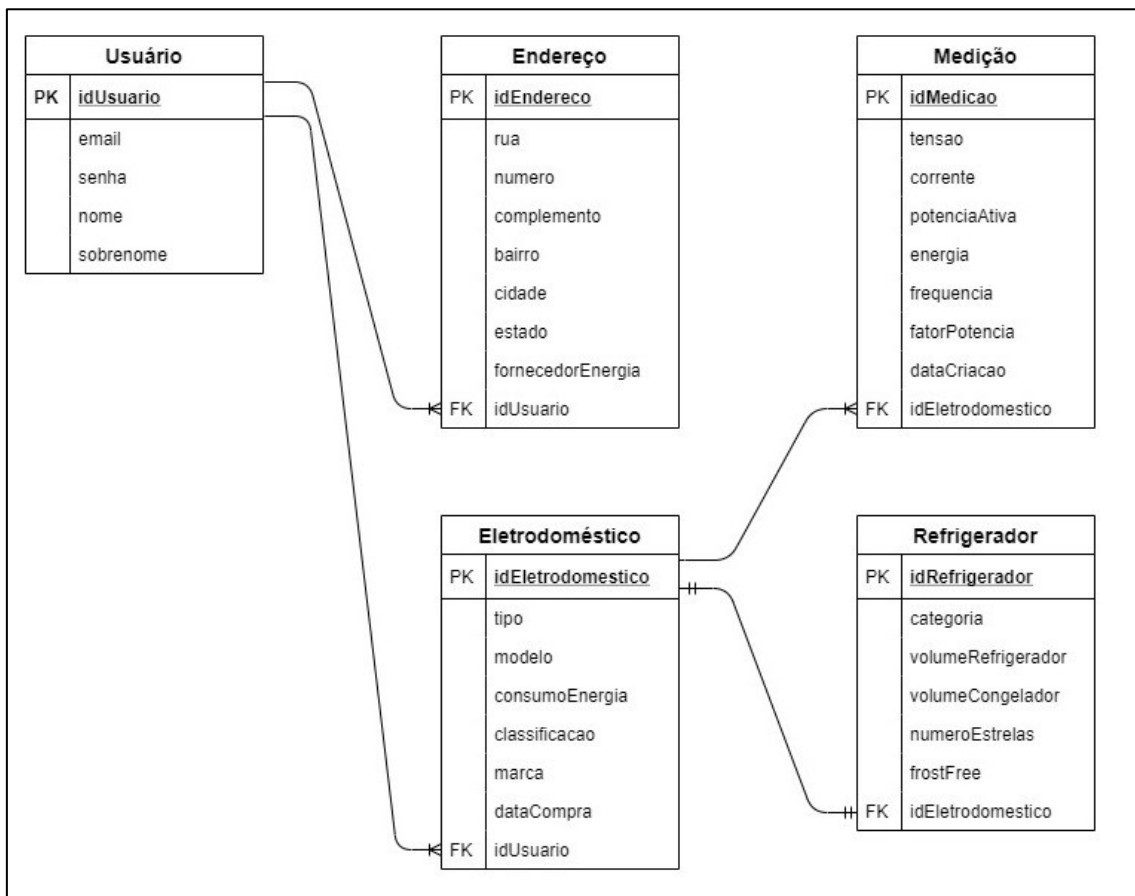 Usuário
PK idUsuario
email
senha
nome
sobrenome
Endereço
PK idEndereco
rua
numero
complemento
bairro
cidade
estado
fornecedorEnergia
FK idUsuario
Medição
PK idMedicao
tensao
corrente
potenciaAtiva
energia
frequencia
fatorPotencia
dataCriacao
FK idEletrodomestico
Eletrodoméstico
PK idEletrodomestico
tipo
modelo
consumoEnergia
classificacao
marca
dataCompra
FK idUsuario
Refrigerador
PK idRefrigerador
categoria
volumeRefrigerador
volumeCongelador
numeroEstrelas
frostFree
FK idEletrodomestico